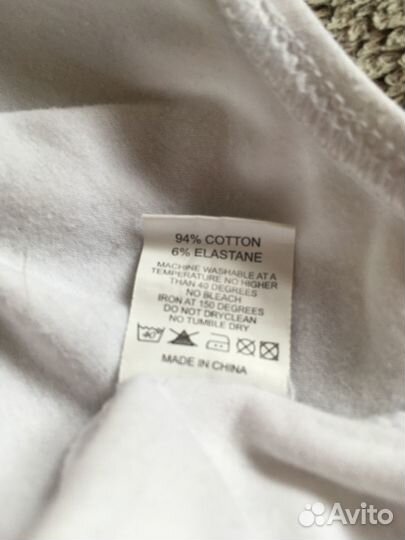 94% COTTON
6% ELASTANE
MACHINE WASHABLE AT A
TEMPERATURE NO HIGHER
THAN 40 DEGREES
NO BLEACH
IRON AT 150 DEGREES
DO NOT DRYCLEAN
NO TUMBLE DRY
40
MADE IN CHINA
Avito